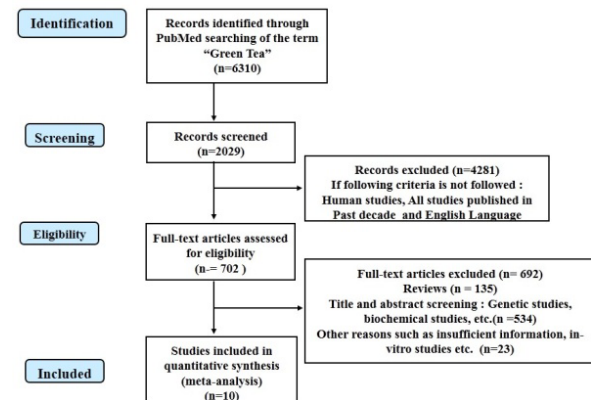 Identification
Records identified through
PubMed searching of the term
“Green Tea”
(n=6310)
Screening
Records screened
(n=2029)
Records excluded (n=4281)
If following criteria is not followed :
Human studies, All studies published in
Past decade and English Language
Eligibility
Full-text articles assessed
for eligibility
(n-= 702 )
Full-text articles excluded (n= 692)
Reviews (n = 135)
Title and abstract screening : Genetic studies,
biochemical studies, etc.(n =534)
Other reasons such as insufficient information, in-
vitro studies etc. (n=23)
Included
Studies included in
quantitative synthesis
(meta-analysis)
(n=10)